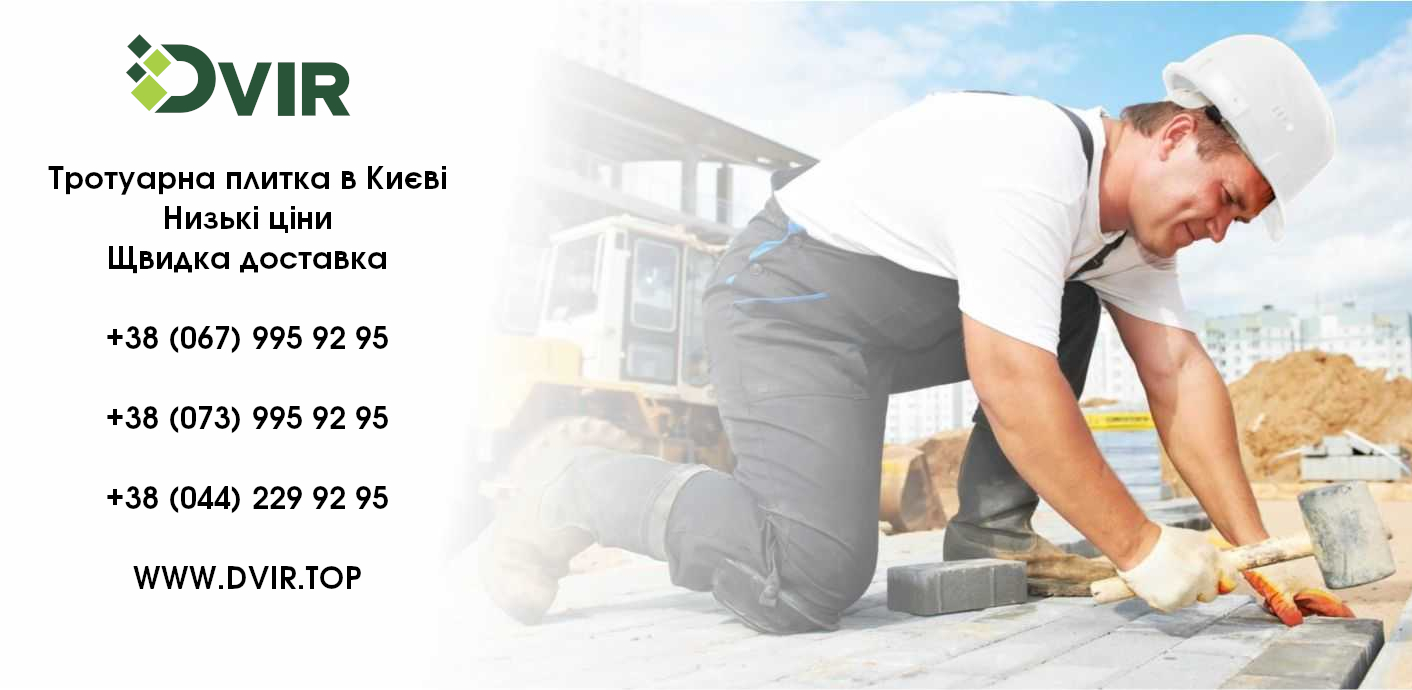 DVIR
Тротуарна плитка в Києві
Низькі ціни
Щвидка доставка
+38 (067) 995 92 95
+38 (073) 995 92 95
+38 (044) 229 92 95
WWW.DVIR.TOP